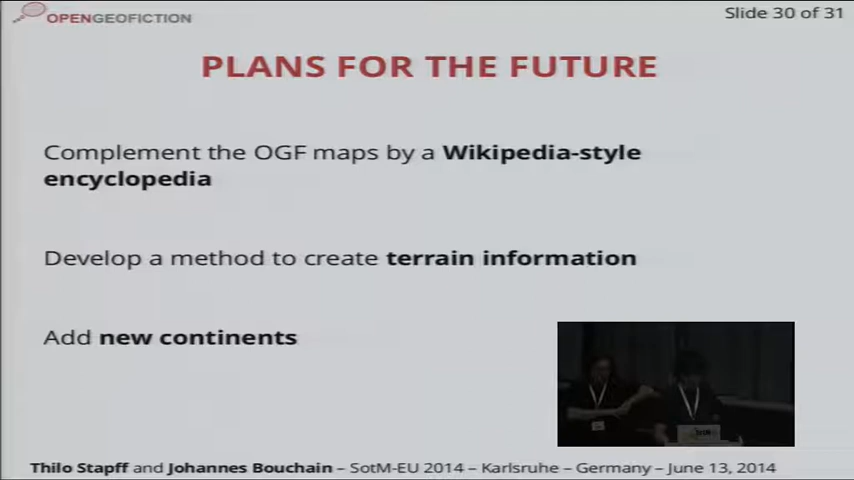 OPENGEOFICTION
Slide 30 of 31
PLANS FOR THE FUTURE
Complement the OGF maps by a Wikipedia-style
encyclopedia
Develop a method to create terrain information
Add new continents
Thilo Stapff and Johannes Bouchain – SotM-EU 2014 – Karlsruhe – Germany – June 13, 2014